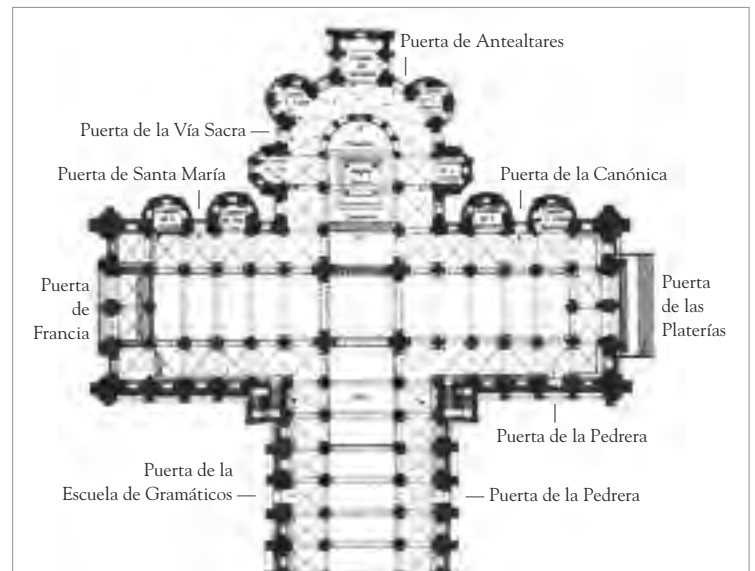 Puerta de Antealtares
Puerta de la Vía Sacra
Puerta de Santa María
Puerta de la Canónica
Puerta
de
Francia
Puerta
de las
Platerías
Puerta de la Pedrera
Puerta de la
Escuela de Gramáticos
Puerta de la Pedrera